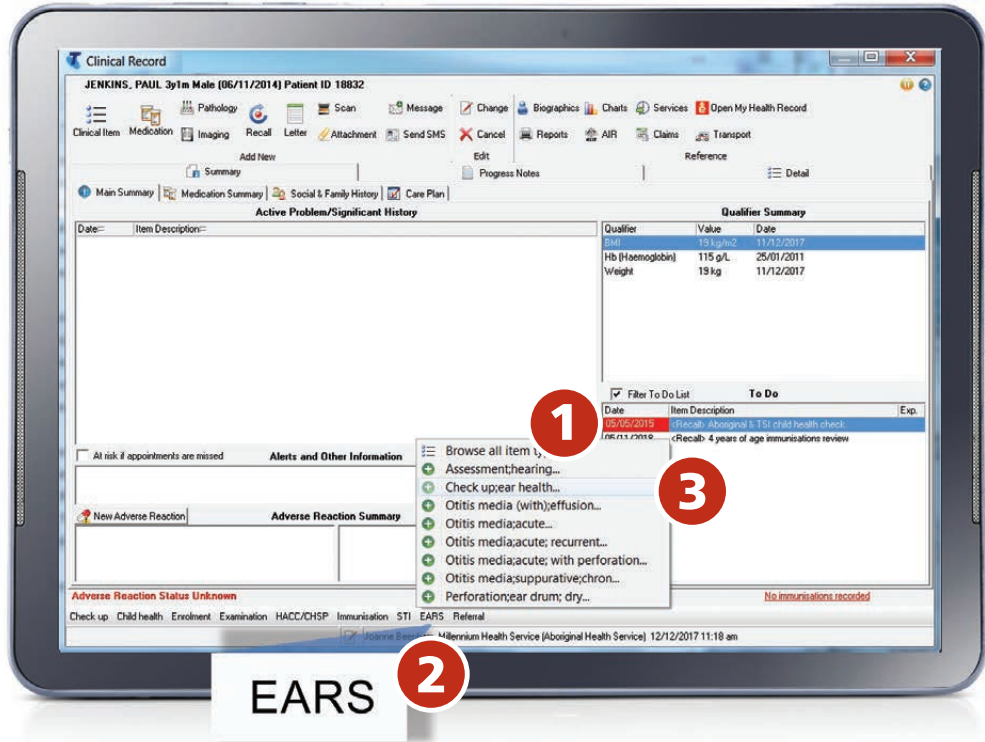 Clinical Record
JENKINS, PAUL 3y1m Male (06/11/2014) Patient ID 18832
Pathology Scan Message Change Biographics Charts Services Open My Health Record
Clinical Item Medication Imaging Recall Letter Attachment Send SMS Cancel Reports AIR Claims Transport
Add New Edit Reference
Summary Progress Notes Detail
Main Summary Medication Summary Social & Family History Care Plan
Active Problem/Significant History Qualifier Summary
Date= Item Description= Qualifier Value Date
BMI 19 kg/m2 11/12/2017
Hb (Haemoglobin) 115 g/L 25/01/2011
Weight 19 kg 11/12/2017
Filter To Do List To Do
Date Item Description Exp.
05/05/2015 <Recall> Aboriginal & TSI child health check
05/11/2018 <Recall> 4 years of age immunisations review
1
At risk if appointments are missed Alerts and Other Information
Browse all item
Assessment;hearing...
Check up;ear health...
3
Otitis media (with);effusion...
Otitis media;acute...
Otitis media;acute; recurrent...
Otitis media;acute; with perforation...
Otitis media;suppurative;chron...
Perforation;ear drum; dry...
New Adverse Reaction Adverse Reaction Summary
Adverse Reaction Status Unknown No immunisations recorded
Check up Child health Enrolment Examination HACC/CHSP Immunisation STI EARS Referral
Millennium Health Service (Aboriginal Health Service) 12/12/2017 11:18 am
EARS
2